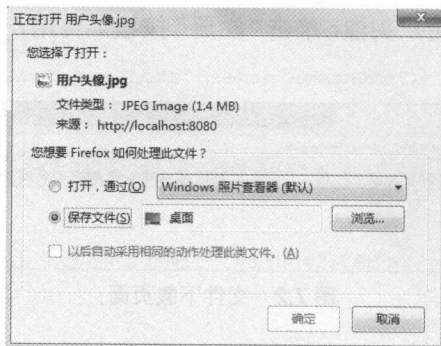 正在打开 用户头像.jpg
您选择了打开：
用户头像.jpg
文件类型： JPEG Image (1.4 MB)
来源： http://localhost:8080
您想要 Firefox 如何处理此文件？
打开，通过(O) Windows 照片查看器 (默认)
保存文件(S) 桌面 浏览...
以后自动采用相同的动作处理此类文件。(A)
确定 取消